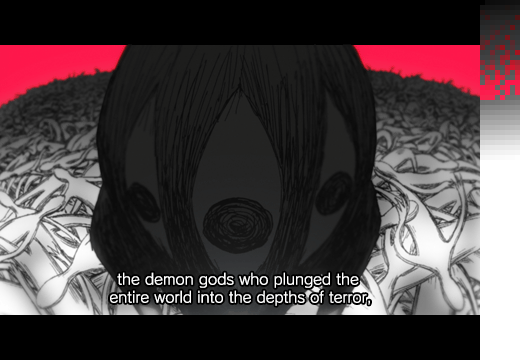 the demon gods who plunged the
entire world into the depths of terror,